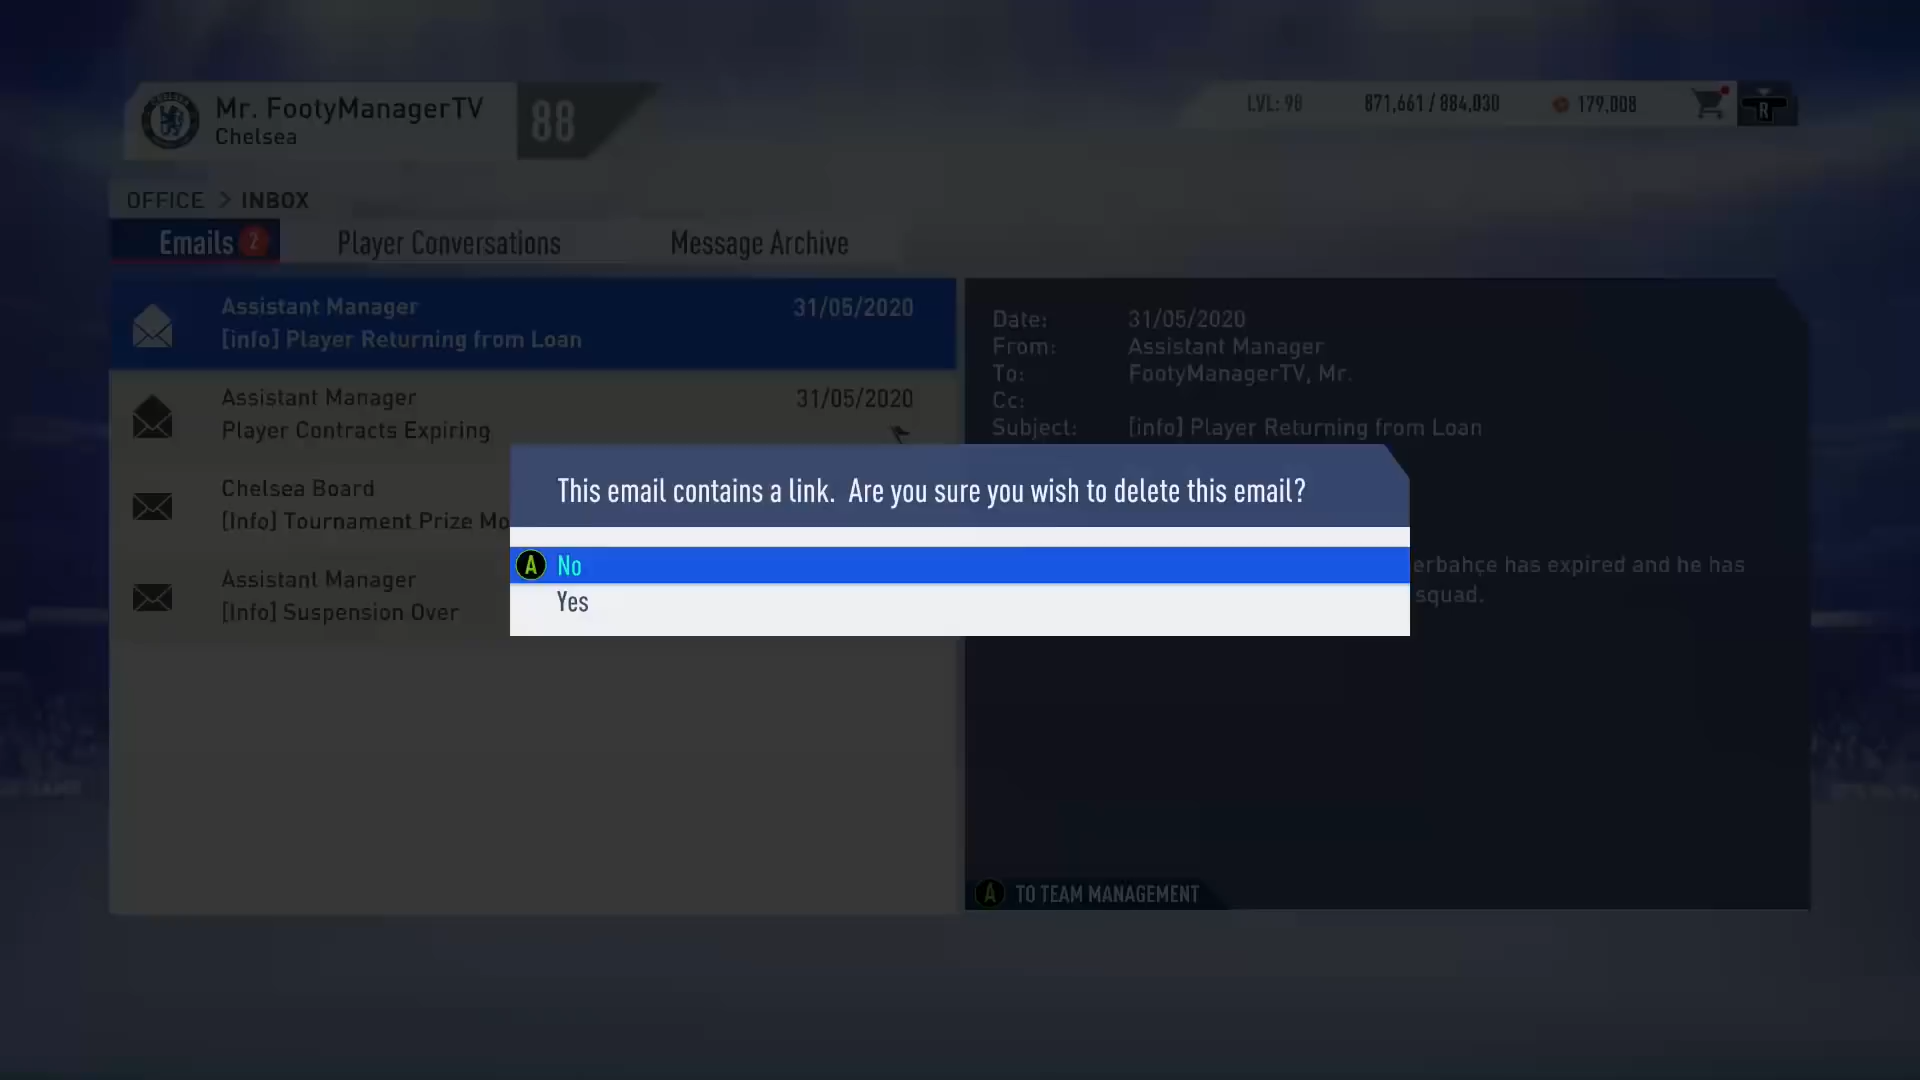 Mr. FootyManagerTV
Chelsea
88
LVL: 98 871,661 / 884,030 179,008
R
OFFICE > INBOX
Emails 2 Player Conversations Message Archive
Assistant Manager 31/05/2020
[info] Player Returning from Loan
Assistant Manager 31/05/2020
Player Contracts Expiring
Chelsea Board
[Info] Tournament Prize Mo
Assistant Manager
[Info] Suspension Over
Date: 31/05/2020
From: Assistant Manager
To: FootyManagerTV, Mr.
Cc:
Subject: [info] Player Returning from Loan
This email contains a link. Are you sure you wish to delete this email?
A No
Yes
erbahçe has expired and he has
squad.
A TO TEAM MANAGEMENT